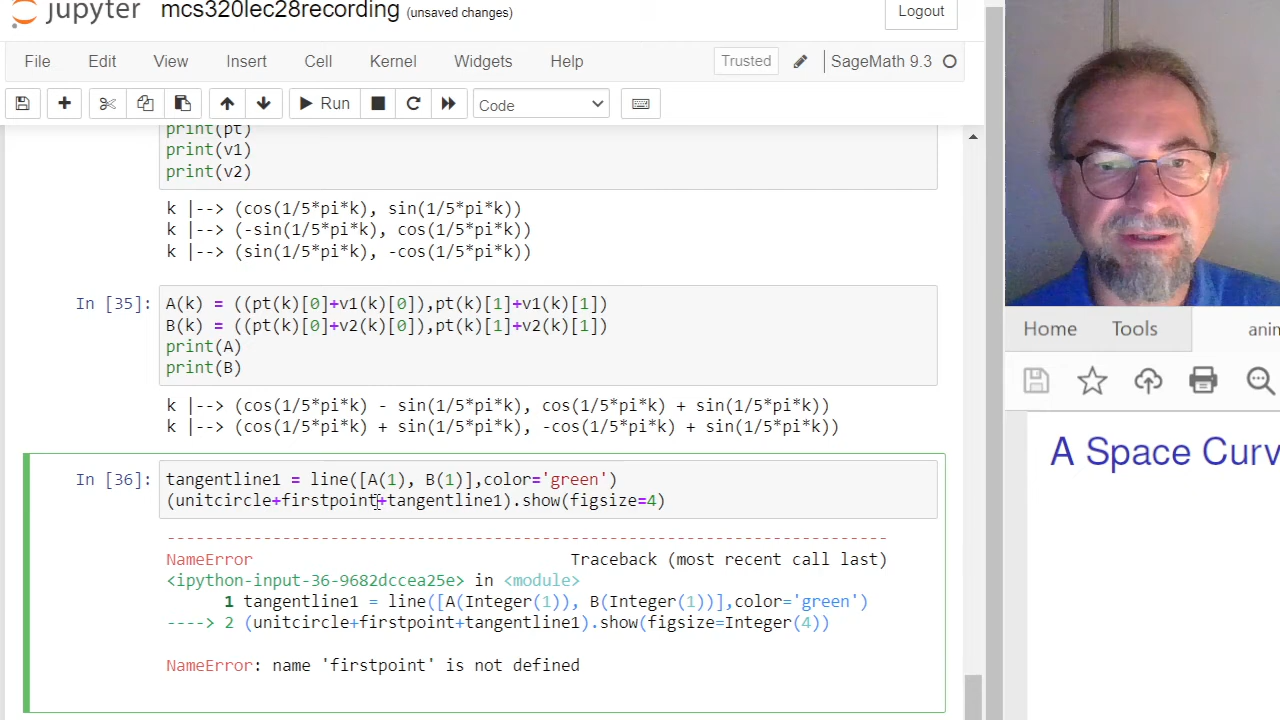 jupyter mcs320lec28recording (unsaved changes)
Logout
File Edit View Insert Cell Kernel Widgets Help
Trusted SageMath 9.3
Run
Code
print(pt)
print(v1)
print(v2)
k |--> (cos(1/5*pi*k), sin(1/5*pi*k))
k |--> (-sin(1/5*pi*k), cos(1/5*pi*k))
k |--> (sin(1/5*pi*k), -cos(1/5*pi*k))
In [35]:
A(k) = ((pt(k)[0]+v1(k)[0]),pt(k)[1]+v1(k)[1])
B(k) = ((pt(k)[0]+v2(k)[0]),pt(k)[1]+v2(k)[1])
print(A)
print(B)
k |--> (cos(1/5*pi*k) - sin(1/5*pi*k), cos(1/5*pi*k) + sin(1/5*pi*k))
k |--> (cos(1/5*pi*k) + sin(1/5*pi*k), -cos(1/5*pi*k) + sin(1/5*pi*k))
In [36]:
tangentline1 = line([A(1), B(1)],color='green')
(unitcircle+firstpoint+tangentline1).show(figsize=4)
---------------------------------------------------------------------------
NameError Traceback (most recent call last)
<ipython-input-36-9682dccea25e> in <module>
1 tangentline1 = line([A(Integer(1)), B(Integer(1))],color='green')
----> 2 (unitcircle+firstpoint+tangentline1).show(figsize=Integer(4))
NameError: name 'firstpoint' is not defined
Home Tools anim
A Space Curv